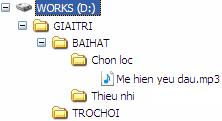 WORKS (D:)
GIAITRI
BAIHAT
Chon loc
Me hien yeu dau.mp3
Thieu nhi
TROCHOI